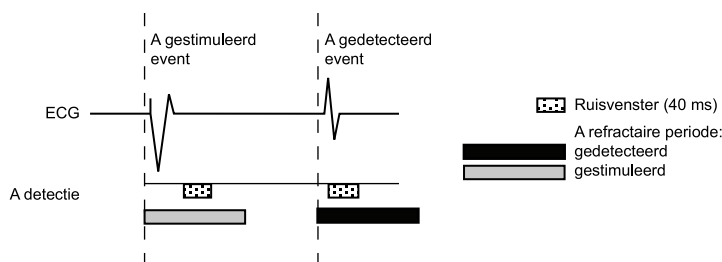 A gestimuleerd
event
A gedetecteerd
event
ECG
A detectie
Ruisvenster (40 ms)
A refractaire periode:
gedetecteerd
gestimuleerd